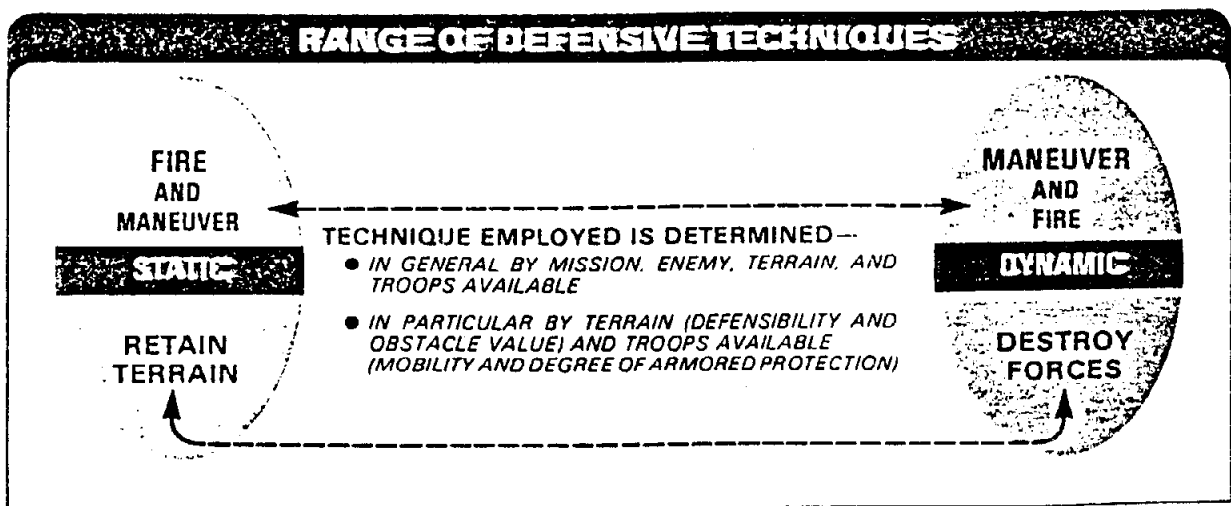 RANGE OF DEFENSIVE TECHNIQUES
FIRE
AND
MANEUVER
STATIC
RETAIN
TERRAIN
TECHNIQUE EMPLOYED IS DETERMINED—
● IN GENERAL BY MISSION, ENEMY, TERRAIN, AND
TROOPS AVAILABLE
● IN PARTICULAR BY TERRAIN (DEFENSIBILITY AND
OBSTACLE VALUE) AND TROOPS AVAILABLE
(MOBILITY AND DEGREE OF ARMORED PROTECTION)
MANEUVER
AND
FIRE
DYNAMIC
DESTROY
FORCES